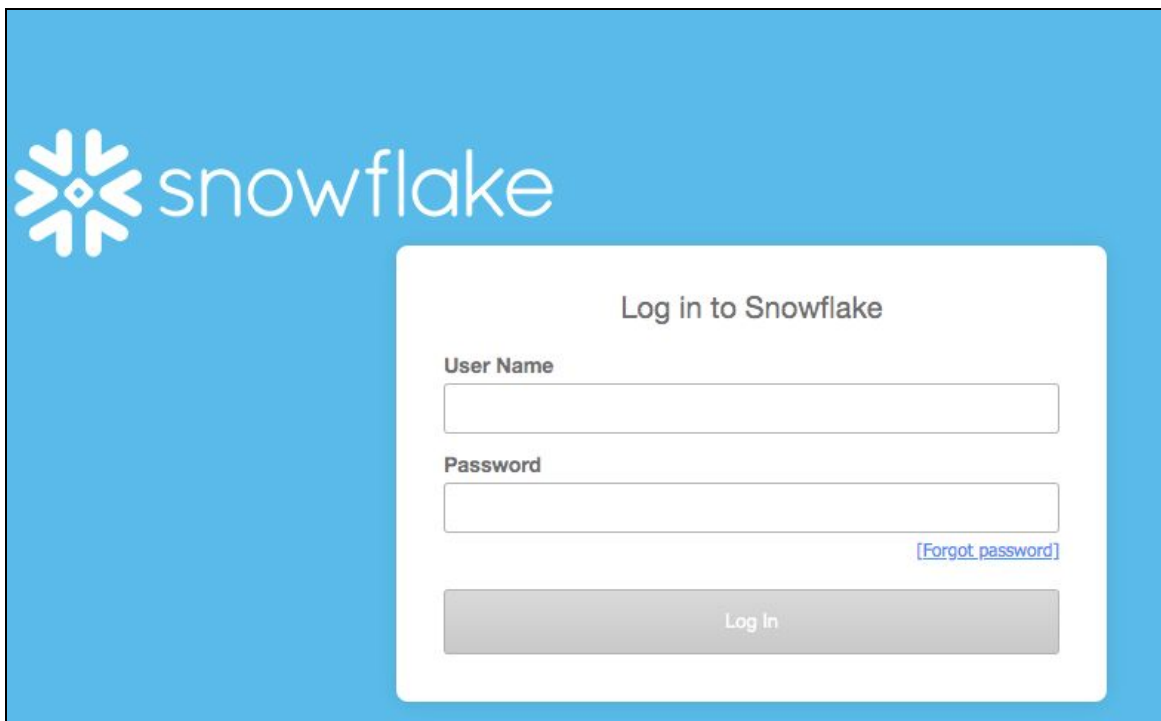 snowflake
Log in to Snowflake
User Name
Password
[Forgot password]
Log In